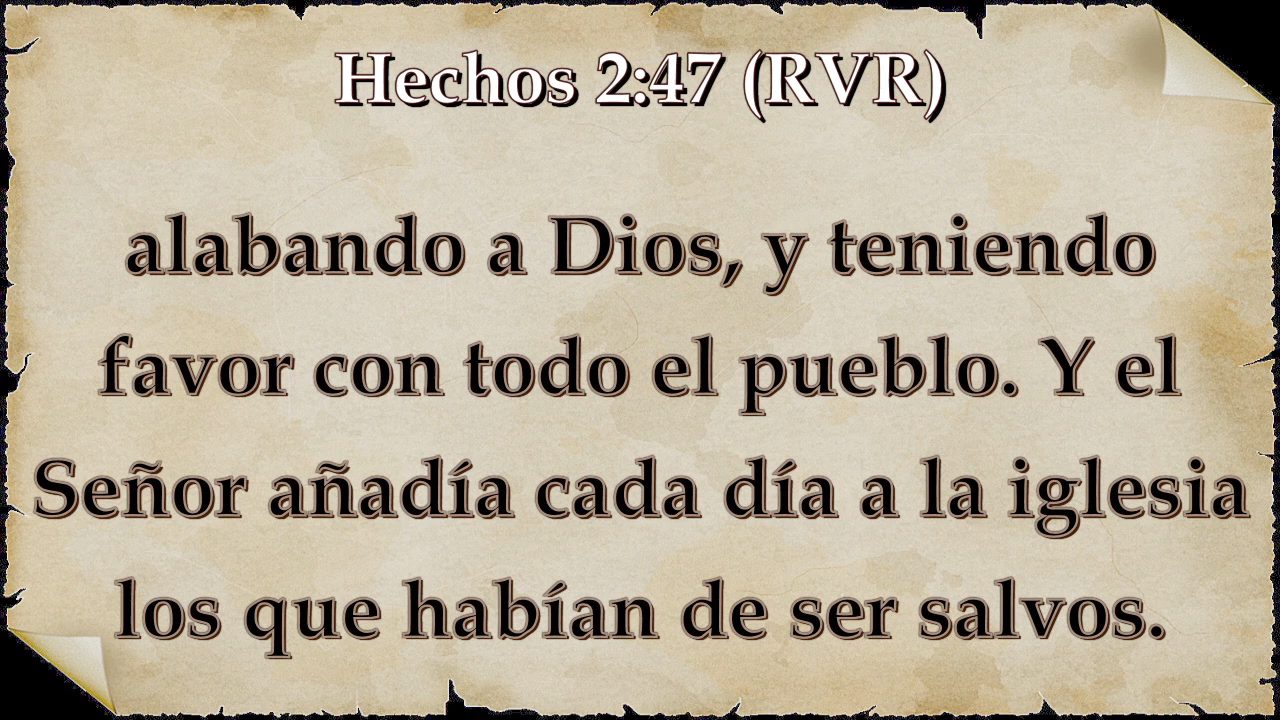 Hechos 2:47 (RVR)
alabando a Dios, y teniendo
favor con todo el pueblo. Y el
Señor añadía cada día a la iglesia
los que habían de ser salvos.